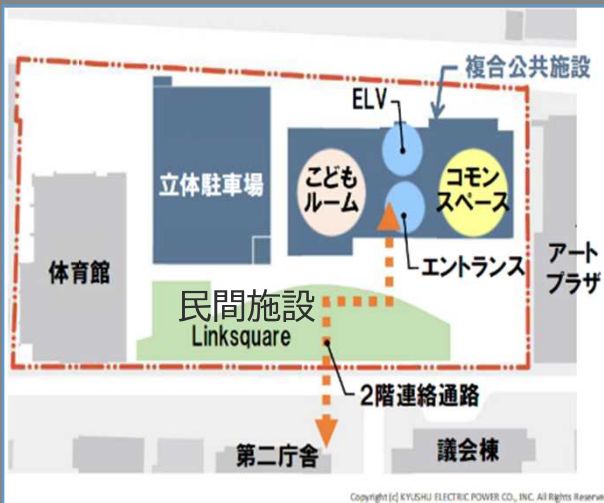 複合公共施設
ELV
立体駐車場
こども
ルーム
コモン
スペース
体育館
エントランス
アート
プラザ
民間施設
Linksquare
2階連絡通路
第二庁舎
議会棟
Copyright (c) KYUSHU ELECTRIC POWER CO., INC. All Rights Reserve